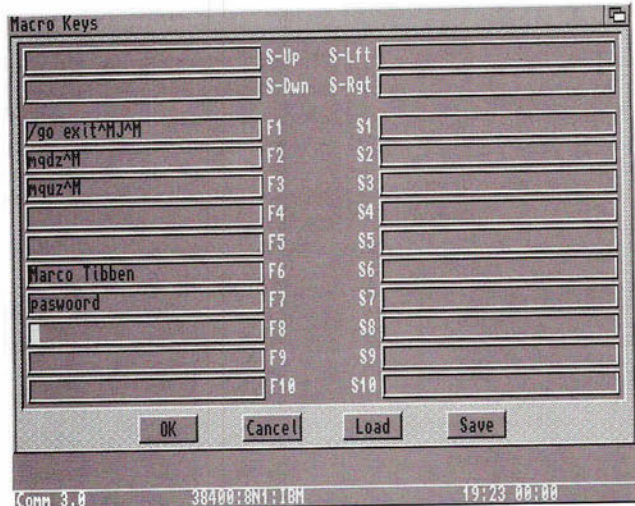 Macro Keys
S-Up S-Lft
S-Dwn S-Rgt
/go exit^MJ^M F1 S1
mqdz^M F2 S2
mquz^M F3 S3
F4 S4
F5 S5
Marco Tibben F6 S6
paswoord F7 S7
F8 S8
F9 S9
F10 S10
OK Cancel Load Save
Comm 3.0 38400:8N1:IBM 19:23 00:00